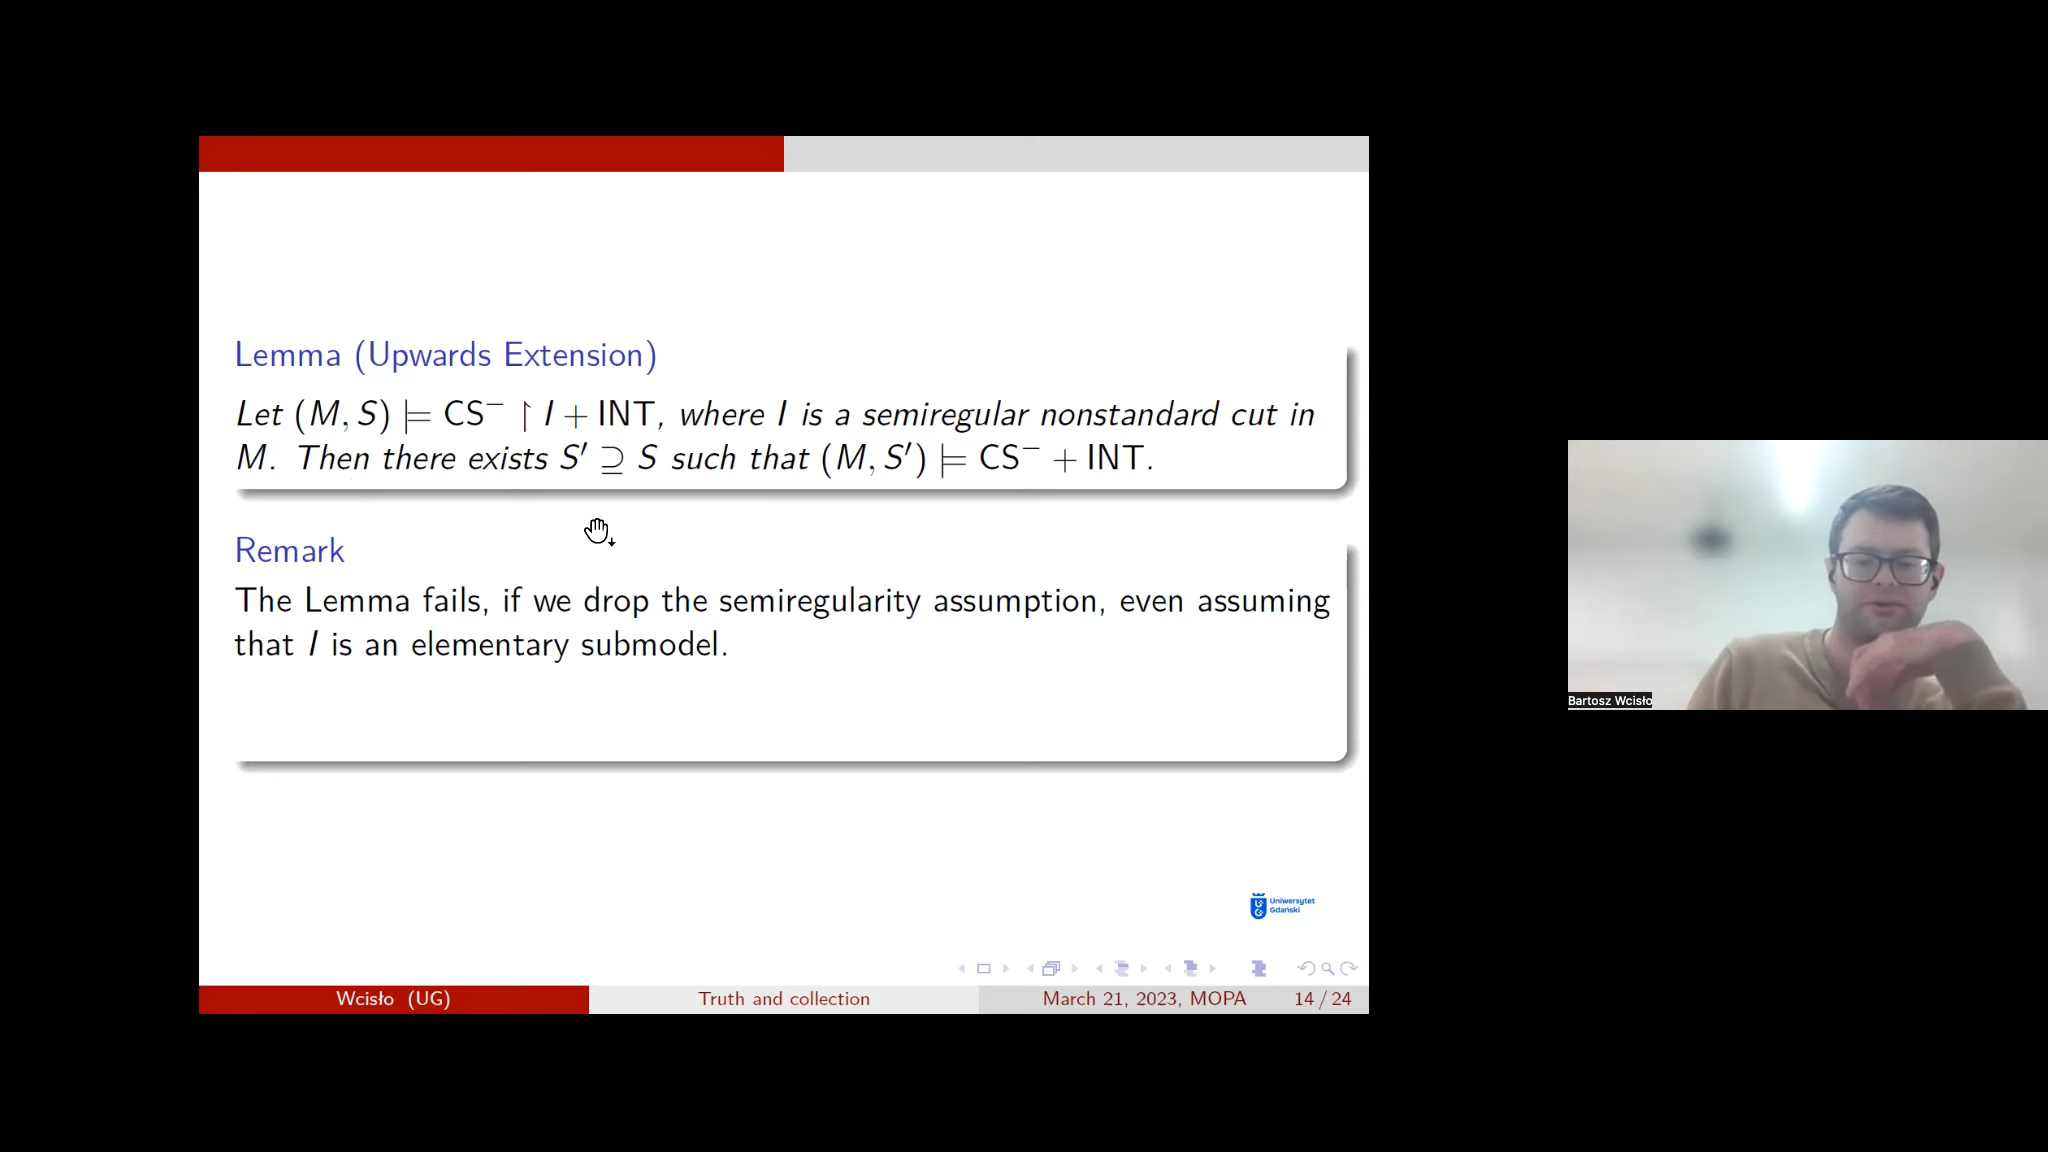 Lemma (Upwards Extension)
Let (M, S) ⊨ CS⁻ ↾ I + INT, where I is a semiregular nonstandard cut in
M. Then there exists S′ ⊇ S such that (M, S′) ⊨ CS⁻ + INT.
Remark
The Lemma fails, if we drop the semiregularity assumption, even assuming
that I is an elementary submodel.
Bartosz Wcisło
Uniwersytet
Gdański
Wcisło (UG) Truth and collection March 21, 2023, MOPA 14 / 24